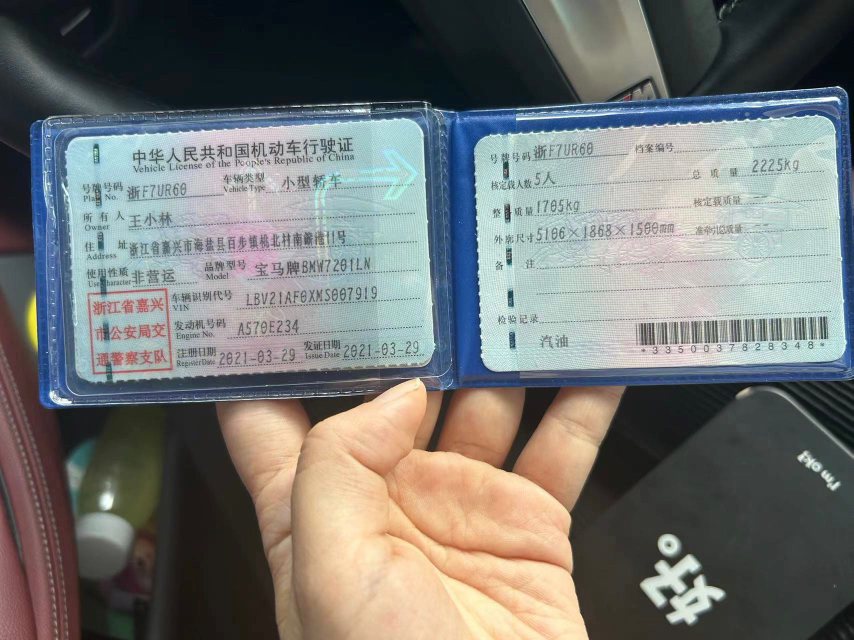 中华人民共和国机动车行驶证
Vehicle License of the People's Republic of China
号牌号码 浙F7UR60 车辆类型 小型轿车
Plate No. Vehicle Type
所有人 王小林
Owner
住址 浙江省嘉兴市海盐县百步镇桃北村南 11号
Address
使用性质 非营运 品牌型号 宝马牌BMW7201LN
Use Character Model
浙江省嘉兴
市公安局交
通警察支队
车辆识别代号 LBV21AF0XMS007919
VIN
发动机号码 A570E234
Engine No.
注册日期 2021-03-29 发证日期 2021-03-29
Register Date Issue Date
号牌号码 浙F7UR60 档案编号
核定载人数 5人 总质量 2225kg
整备质量 1705kg 核定载质量 --
外廓尺寸 5106×1868×1500mm 准牵引总质量 --
备注
检验记录
汽油
*3350037828348*
I'm ok!
好。